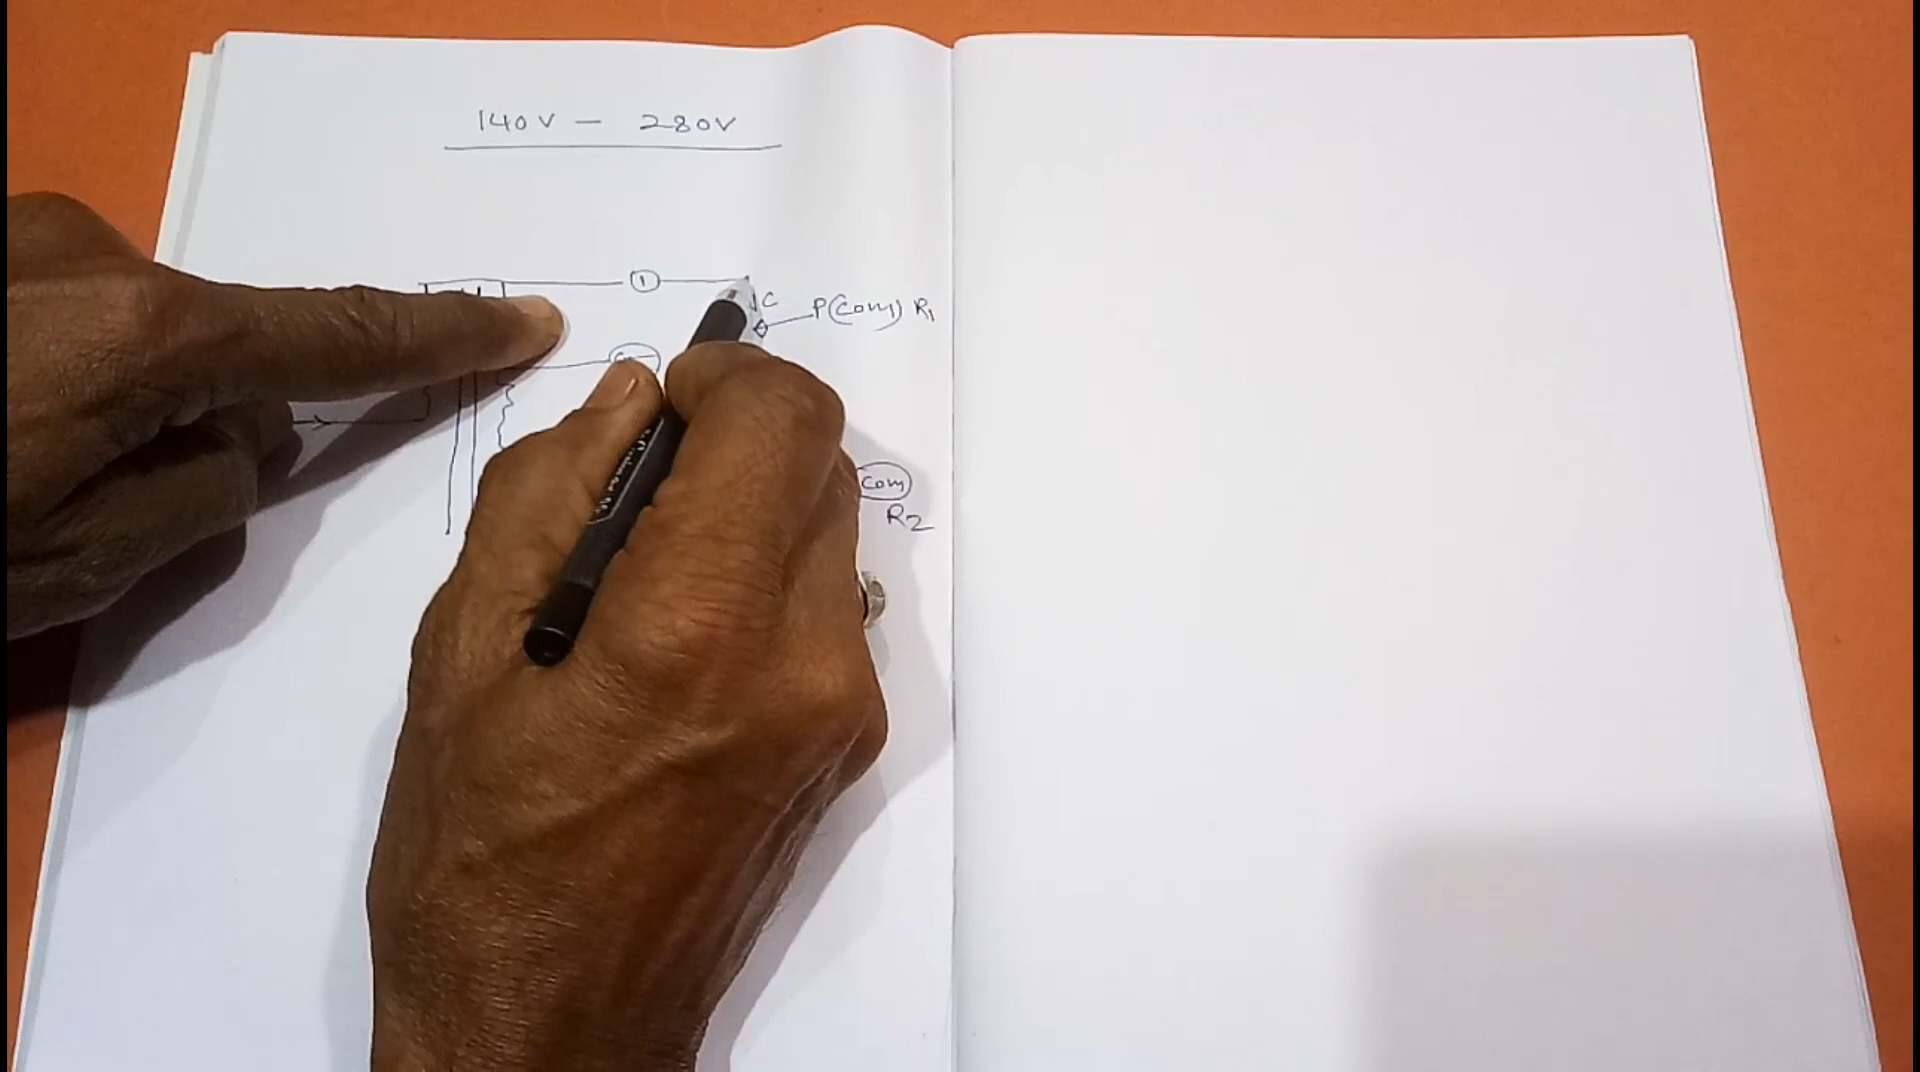 140V — 280V
1
C
P(Com) R1
Com
R2